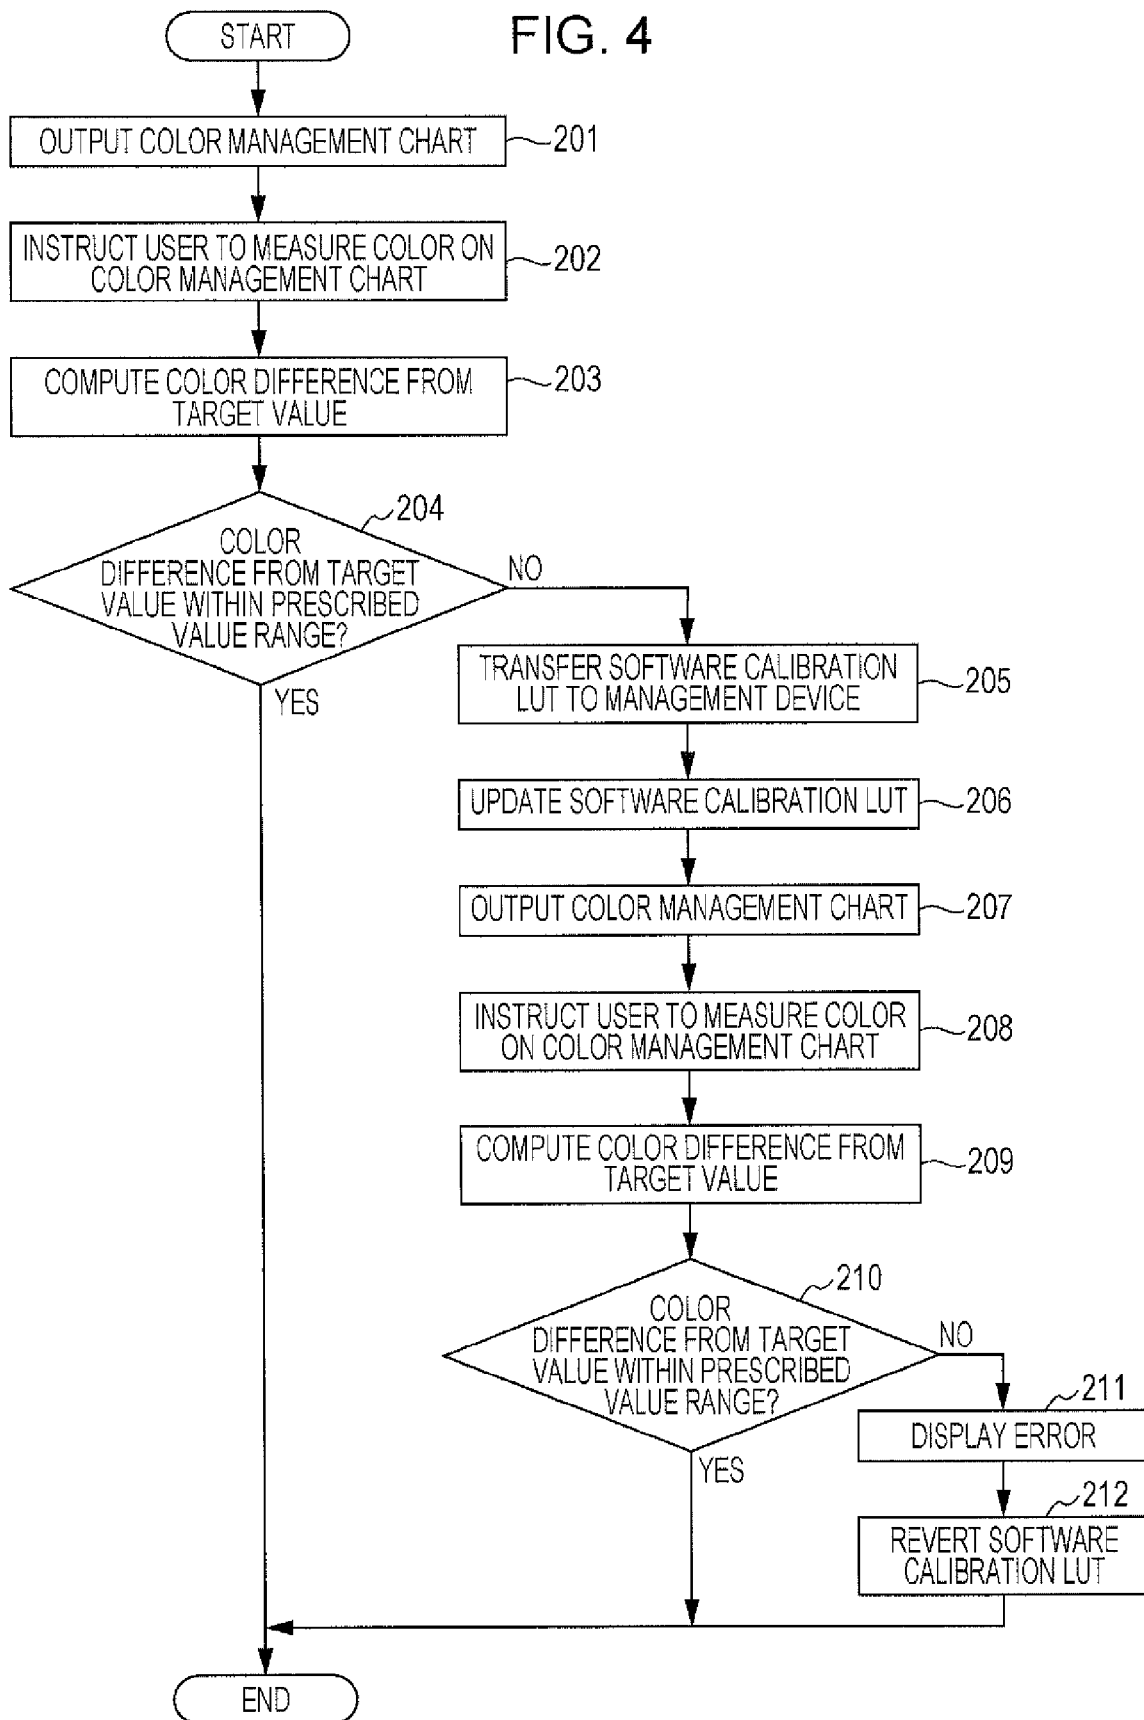 START
FIG. 4
OUTPUT COLOR MANAGEMENT CHART
201
INSTRUCT USER TO MEASURE COLOR ON
COLOR MANAGEMENT CHART
202
COMPUTE COLOR DIFFERENCE FROM
TARGET VALUE
203
204
COLOR
DIFFERENCE FROM TARGET
VALUE WITHIN PRESCRIBED
VALUE RANGE?
NO
YES
TRANSFER SOFTWARE CALIBRATION
LUT TO MANAGEMENT DEVICE
205
UPDATE SOFTWARE CALIBRATION LUT
206
OUTPUT COLOR MANAGEMENT CHART
207
INSTRUCT USER TO MEASURE COLOR
ON COLOR MANAGEMENT CHART
208
COMPUTE COLOR DIFFERENCE FROM
TARGET VALUE
209
210
COLOR
DIFFERENCE FROM TARGET
VALUE WITHIN PRESCRIBED
VALUE RANGE?
NO
YES
211
DISPLAY ERROR
212
REVERT SOFTWARE
CALIBRATION LUT
END